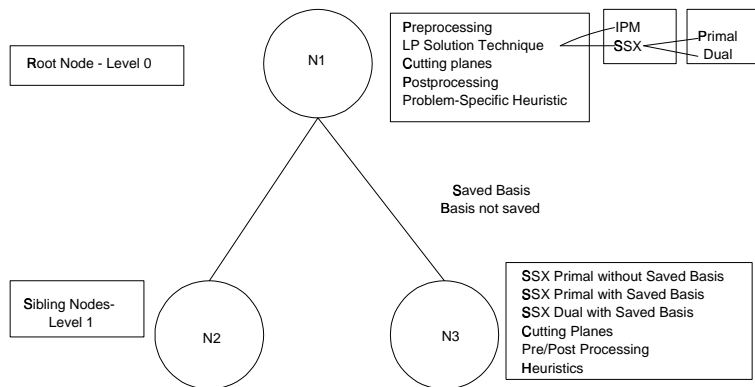 Root Node - Level 0
N1
Preprocessing
LP Solution Technique
Cutting planes
Postprocessing
Problem-Specific Heuristic
IPM
SSX
Primal
Dual
Saved Basis
Basis not saved
Sibling Nodes-
Level 1
N2
N3
SSX Primal without Saved Basis
SSX Primal with Saved Basis
SSX Dual with Saved Basis
Cutting Planes
Pre/Post Processing
Heuristics